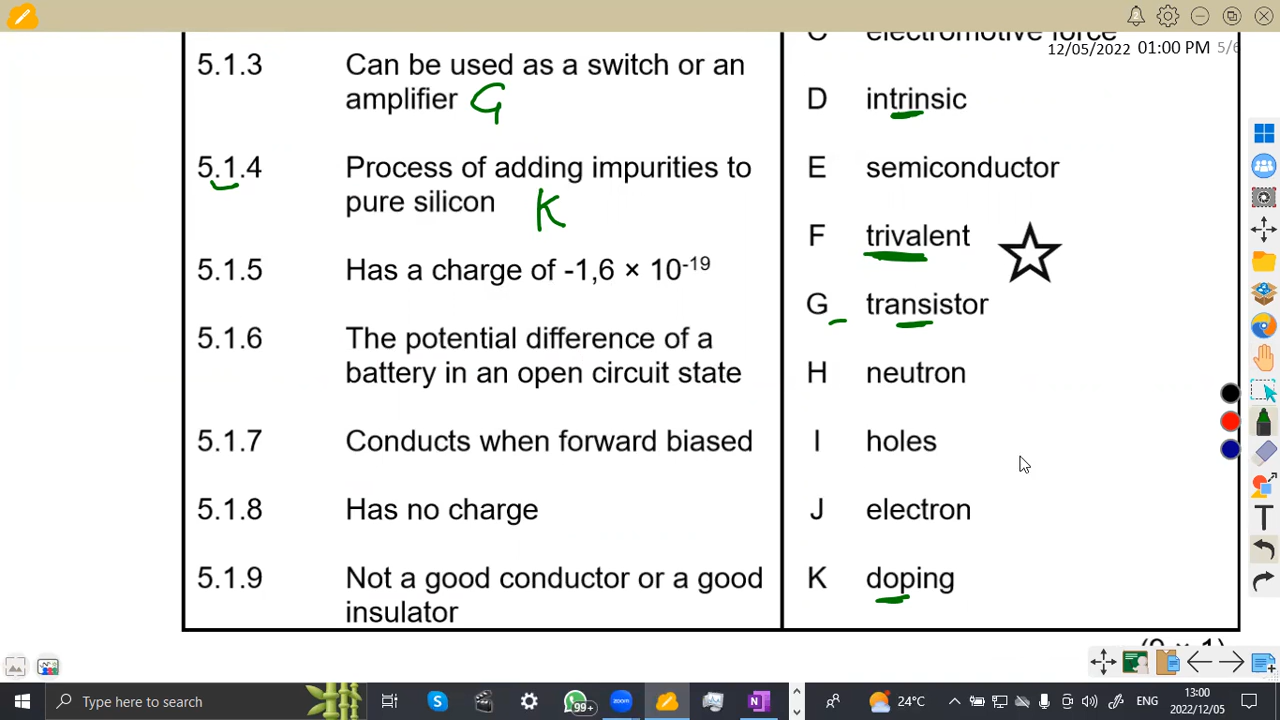 C electromotive force
12/05/2022 01:00 PM 5/6
5.1.3 Can be used as a switch or an
amplifier G
D intrinsic
5.1.4 Process of adding impurities to
pure silicon K
E semiconductor
F trivalent
5.1.5 Has a charge of -1,6 × 10⁻¹⁹
G transistor
5.1.6 The potential difference of a
battery in an open circuit state
H neutron
5.1.7 Conducts when forward biased
I holes
5.1.8 Has no charge
J electron
5.1.9 Not a good conductor or a good
insulator
K doping
T
Type here to search
99+
zoom
N
24°C
ENG
13:00
2022/12/05